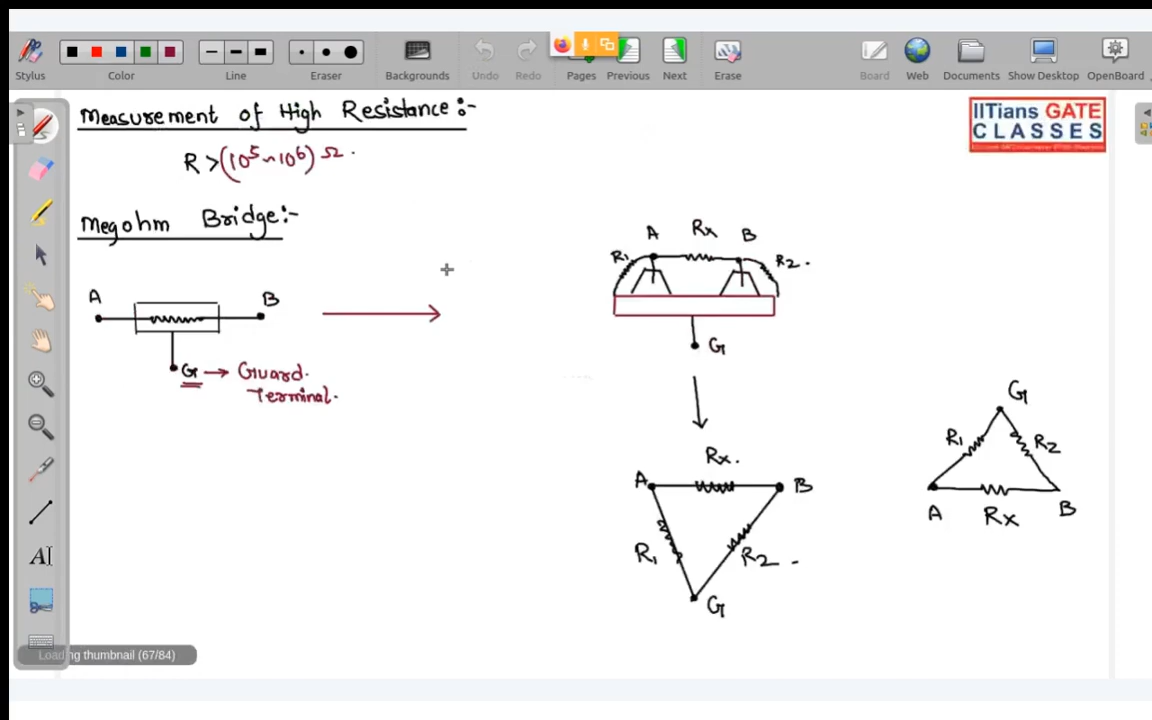 Stylus
Color
Line
Eraser
Backgrounds
Undo
Redo
Pages
Previous
Next
Erase
Board
Web
Documents
Show Desktop
OpenBoard
Measurement of High Resistance:-
R > (10⁵ ~ 10⁶) Ω.
IITians GATE
CLASSES
Megohm Bridge:-
A
B
G → Guard.
Terminal.
A Rx B
R₁
R₂.
G
Rx.
A
B
R₁
R₂.
G
G
R₁
R₂
A
Rx
B
AI
Loading thumbnail (67/84)